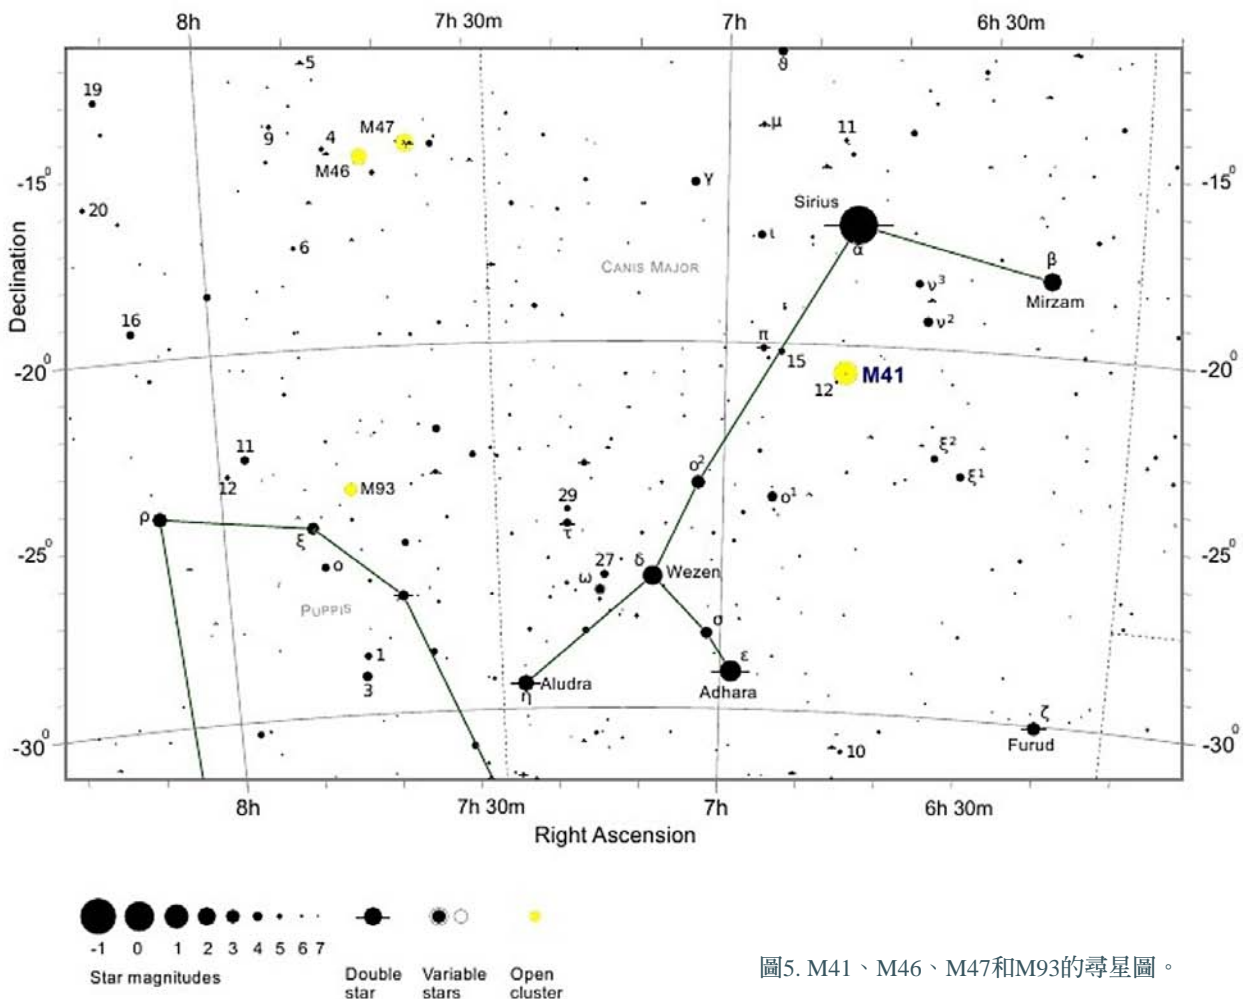 8h 7h 30m 7h 6h 30m
5
ϑ
19
M47
μ
11
9
4
M46
-15⁰
-15⁰
γ
Sirius
20
ι
α
β
6
CANIS MAJOR
ν³
Mirzam
ν²
16
π
15
-20⁰
-20⁰
12
M41
11
ξ²
12
M93
ο²
ξ¹
29
ο¹
ρ
τ
ξ
-25⁰
-25⁰
ο
27
δ
Wezen
ω
PUPPIS
σ
1
ε
3
η
Aludra
Adhara
ζ
-30⁰
-30⁰
10
Furud
Declination
8h 7h 30m 7h 6h 30m
Right Ascension
-1 0 1 2 3 4 5 6 7
Star magnitudes
Double
star
Variable
stars
Open
cluster
圖5. M41、M46、M47和M93的尋星圖。